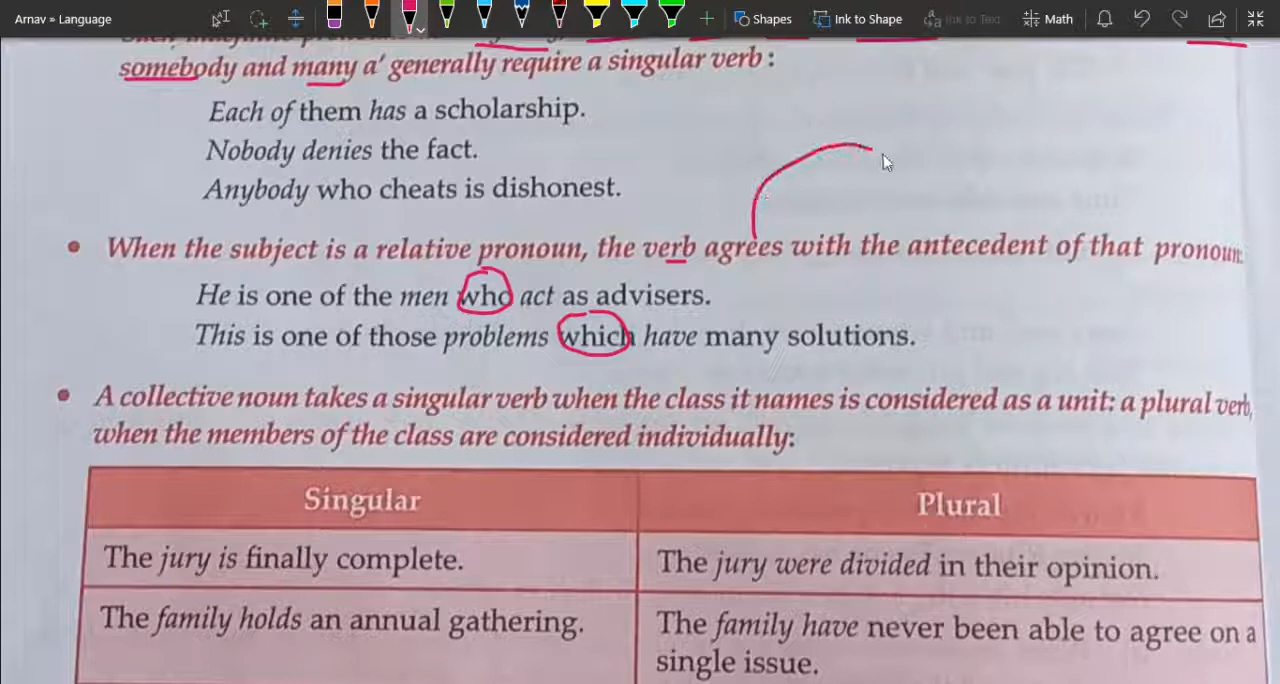 Arnav » Language
Shapes
Ink to Shape
Ink to Text
Math
somebody and many a' generally require a singular verb :
Each of them has a scholarship.
Nobody denies the fact.
Anybody who cheats is dishonest.
• When the subject is a relative pronoun, the verb agrees with the antecedent of that pronoun:
He is one of the men who act as advisers.
This is one of those problems which have many solutions.
• A collective noun takes a singular verb when the class it names is considered as a unit: a plural verb,
when the members of the class are considered individually:
Singular
Plural
The jury is finally complete.
The jury were divided in their opinion.
The family holds an annual gathering.
The family have never been able to agree on a
single issue.